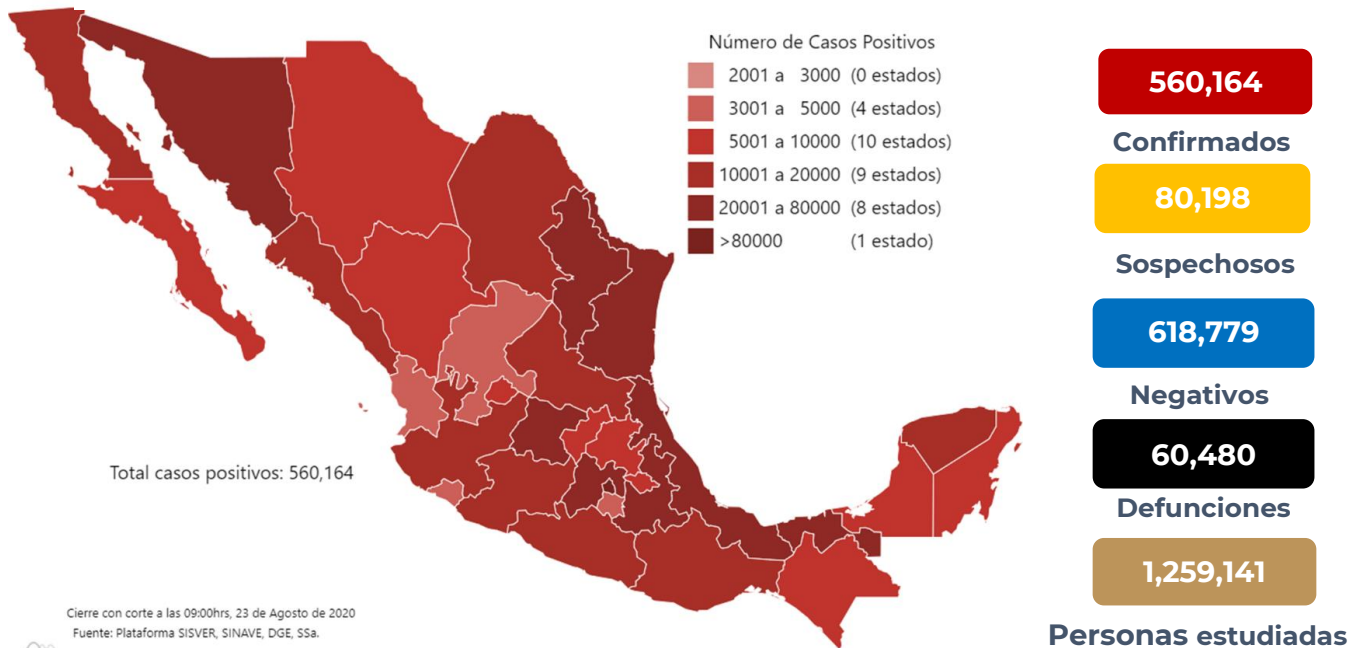 Número de Casos Positivos
2001 a 3000 (0 estados)
3001 a 5000 (4 estados)
5001 a 10000 (10 estados)
10001 a 20000 (9 estados)
20001 a 80000 (8 estados)
>80000 (1 estado)
Total casos positivos: 560,164
Cierre con corte a las 09:00hrs, 23 de Agosto de 2020
Fuente: Plataforma SISVER, SINAVE, DGE, SSa.
560,164
Confirmados
80,198
Sospechosos
618,779
Negativos
60,480
Defunciones
1,259,141
Personas estudiadas